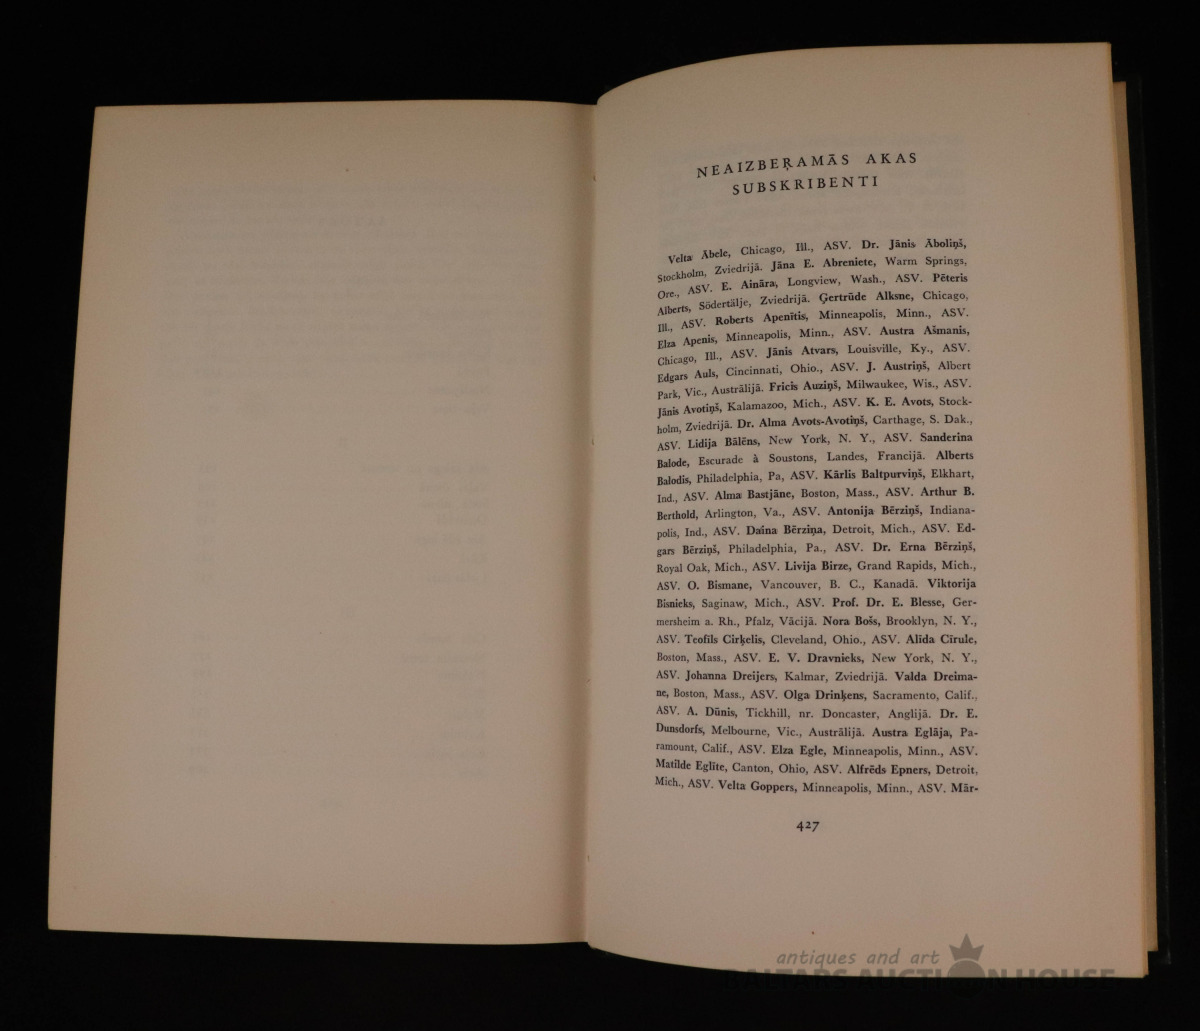 NEAIZBEŖAMĀS AKAS
SUBSKRIBENTI
Velta Ābele, Chicago, Ill., ASV. Dr. Jānis Āboliņš,
Stockholm, Zviedrijā. Jāna E. Abreniete, Warm Springs,
Ore., ASV. E. Aināra, Longview, Wash., ASV. Pēteris
Alberts, Södertälje, Zviedrijā. Ģertrūde Alksne, Chicago,
Ill., ASV. Roberts Apenītis, Minneapolis, Minn., ASV.
Elza Apenis, Minneapolis, Minn., ASV. Austra Ašmanis,
Chicago, Ill., ASV. Jānis Atvars, Louisville, Ky., ASV.
Edgars Auls, Cincinnati, Ohio., ASV. J. Austriņš, Albert
Park, Vic., Austrālijā. Fricis Auziņš, Milwaukee, Wis., ASV.
Jānis Avotiņš, Kalamazoo, Mich., ASV. K. E. Avots, Stock-
holm, Zviedrijā. Dr. Alma Avots-Avotiņš, Carthage, S. Dak.,
ASV. Lidija Bālēns, New York, N. Y., ASV. Sanderina
Balode, Escurade à Soustons, Landes, Francijā. Alberts
Balodis, Philadelphia, Pa, ASV. Kārlis Baltpurviņš, Elkhart,
Ind., ASV. Alma Bastjāne, Boston, Mass., ASV. Arthur B.
Berthold, Arlington, Va., ASV. Antonija Bērziņš, Indiana-
polis, Ind., ASV. Daina Bērziņa, Detroit, Mich., ASV. Ed-
gars Bērziņš, Philadelphia, Pa., ASV. Dr. Erna Bērziņš,
Royal Oak, Mich., ASV. Livija Birze, Grand Rapids, Mich.,
ASV. O. Bismane, Vancouver, B. C., Kanadā. Viktorija
Bisnieks, Saginaw, Mich., ASV. Prof. Dr. E. Blesse, Ger-
mersheim a. Rh., Pfalz, Vācijā. Nora Bošs, Brooklyn, N. Y.,
ASV. Teofils Cirķelis, Cleveland, Ohio., ASV. Alīda Cīrule,
Boston, Mass., ASV. E. V. Dravnieks, New York, N. Y.,
ASV. Johanna Dreijers, Kalmar, Zviedrijā. Valda Dreima-
ne, Boston, Mass., ASV. Olga Drinķens, Sacramento, Calif.,
ASV. A. Dūnis, Tickhill, nr. Doncaster, Anglijā. Dr. E.
Dunsdorfs, Melbourne, Vic., Austrālijā. Austra Eglāja, Pa-
ramount, Calif., ASV. Elza Egle, Minneapolis, Minn., ASV.
Matilde Eglīte, Canton, Ohio, ASV. Alfrēds Epners, Detroit,
Mich., ASV. Velta Goppers, Minneapolis, Minn., ASV. Mār-
427
antiques and art
BALTARS AUCTION HOUSE